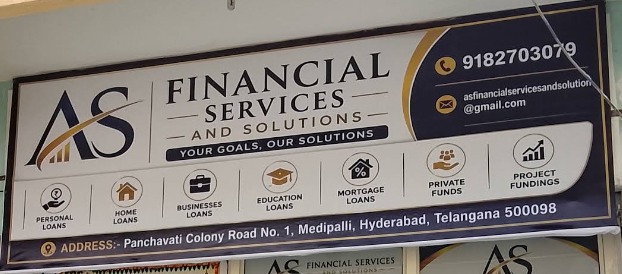 AS
FINANCIAL
SERVICES
AND SOLUTIONS
YOUR GOALS, OUR SOLUTIONS
9182703079
asfinancialservicesandsolution
@gmail.com
PERSONAL
LOANS
HOME
LOANS
BUSINESSES
LOANS
EDUCATION
LOANS
MORTGAGE
LOANS
PRIVATE
FUNDS
PROJECT
FUNDINGS
ADDRESS:- Panchavati Colony Road No. 1, Medipalli, Hyderabad, Telangana 500098
AS
FINANCIAL SERVICES
AND SOLUTIONS
AS